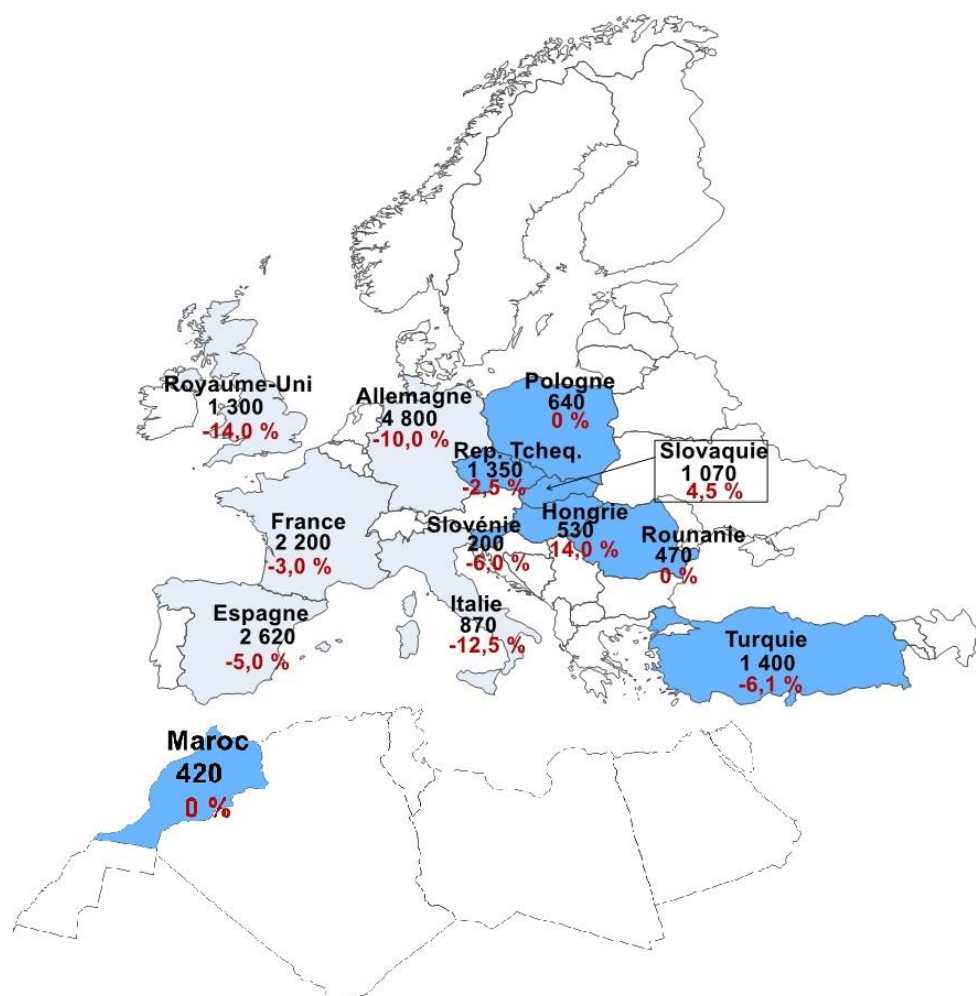 Royaume-Uni
1 300
-14,0 %
Allemagne
4 800
-10,0 %
Pologne
640
0 %
Rep. Tcheq.
1 350
-2,5 %
Slovaquie
1 070
4,5 %
France
2 200
-3,0 %
Slovénie
200
-6,0 %
Hongrie
530
14,0 %
Rounanie
470
0 %
Espagne
2 620
-5,0 %
Italie
870
-12,5 %
Turquie
1 400
-6,1 %
Maroc
420
0 %